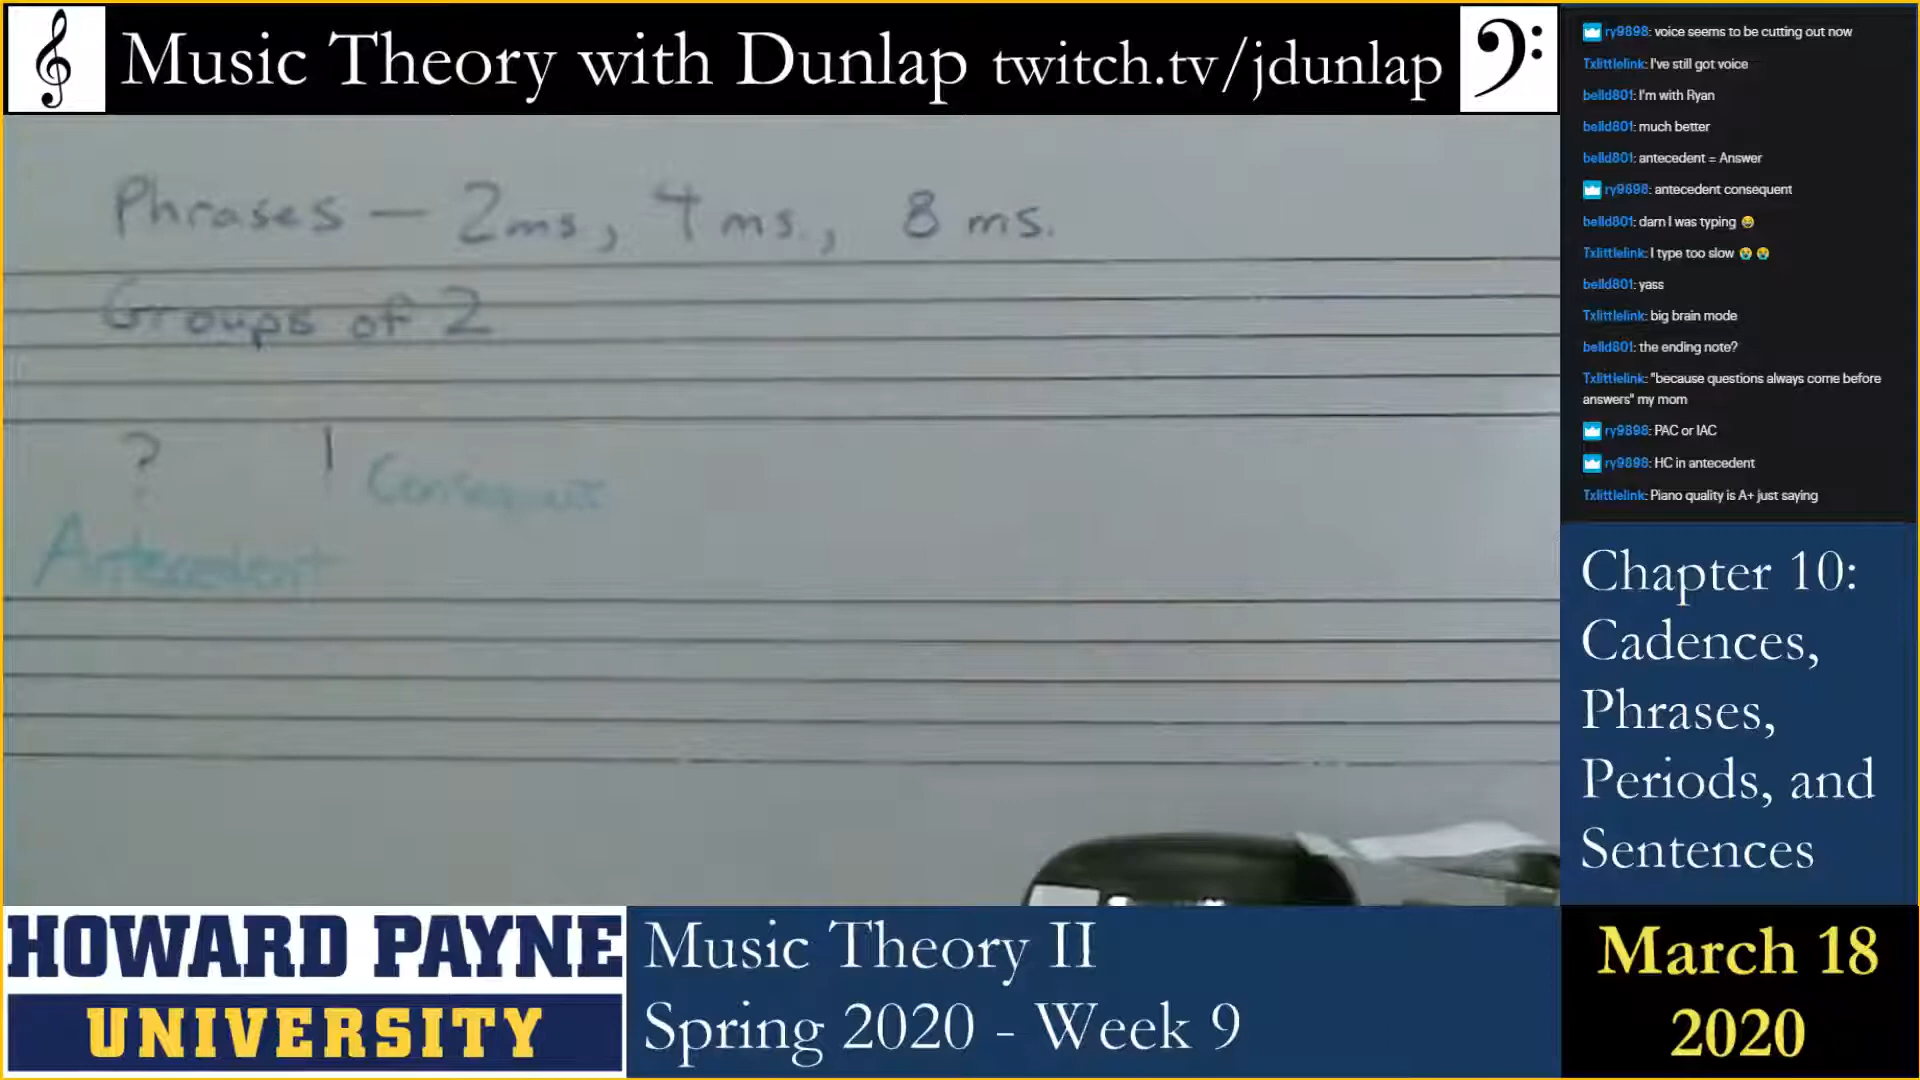 Music Theory with Dunlap twitch.tv/jdunlap
Phrases — 2ms, 4ms., 8 ms.
Groups of 2
?
Consequent
Antecedent
ry9898: voice seems to be cutting out now
Txlittlelink: I've still got voice
belld801: I'm with Ryan
belld801: much better
belld801: antecedent = Answer
ry9898: antecedent consequent
belld801: darn I was typing 😂
Txlittlelink: I type too slow 😭 😭
belld801: yass
Txlittlelink: big brain mode
belld801: the ending note?
Txlittlelink: "because questions always come before
answers" my mom
ry9898: PAC or IAC
ry9898: HC in antecedent
Txlittlelink: Piano quality is A+ just saying
Chapter 10:
Cadences,
Phrases,
Periods, and
Sentences
HOWARD PAYNE
UNIVERSITY
Music Theory II
Spring 2020 - Week 9
March 18
2020